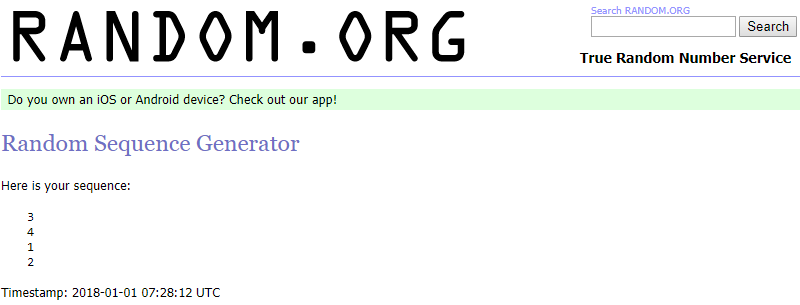 RANDOM.ORG
Search RANDOM.ORG
Search
True Random Number Service
Do you own an iOS or Android device? Check out our app!
Random Sequence Generator
Here is your sequence:
3
4
1
2
Timestamp: 2018-01-01 07:28:12 UTC